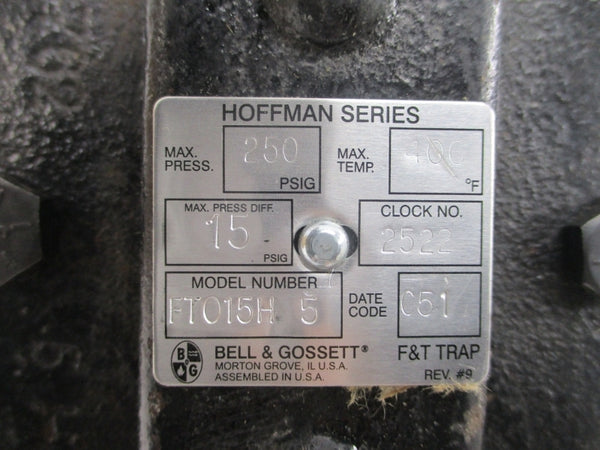 HOFFMAN SERIES
MAX. PRESS. 250 PSIG
MAX. TEMP. 400 °F
MAX. PRESS DIFF. 15 PSIG
CLOCK NO. 2522
MODEL NUMBER FT015H 5
DATE CODE C51
B G
BELL & GOSSETT® F&T TRAP
MORTON GROVE, IL U.S.A.
ASSEMBLED IN U.S.A. REV. #9